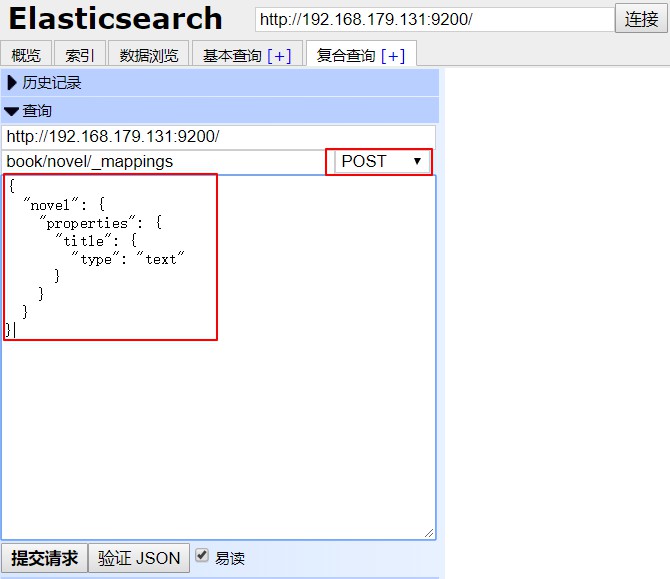 Elasticsearch http://192.168.179.131:9200/ 连接
概览 索引 数据浏览 基本查询 [+] 复合查询 [+]
历史记录
查询
http://192.168.179.131:9200/
book/novel/_mappings POST
{
"novel": {
"properties": {
"title": {
"type": "text"
}
}
}
}
提交请求 验证 JSON 易读